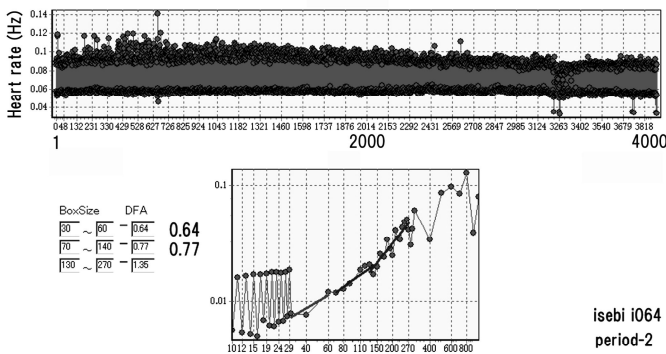 0.14
0.12
0.1
0.08
0.06
0.04
Heart rate (Hz)
048 132 231 330 429 528 627 726 825 924 1043 1182 1321 1460 1598 1737 1876 2014 2153 2292 2431 2569 2708 2847 2985 3124 3263 3402 3540 3679 3818
1 2000 4000
BoxSize DFA
30 ~ 60 - 0.64 0.64
70 ~ 140 - 0.77 0.77
130 ~ 270 - 1.35
0.1
0.01
10 12 15 19 24 29 40 60 80 110 150 200 270 400 600 800
isebi i064
period-2